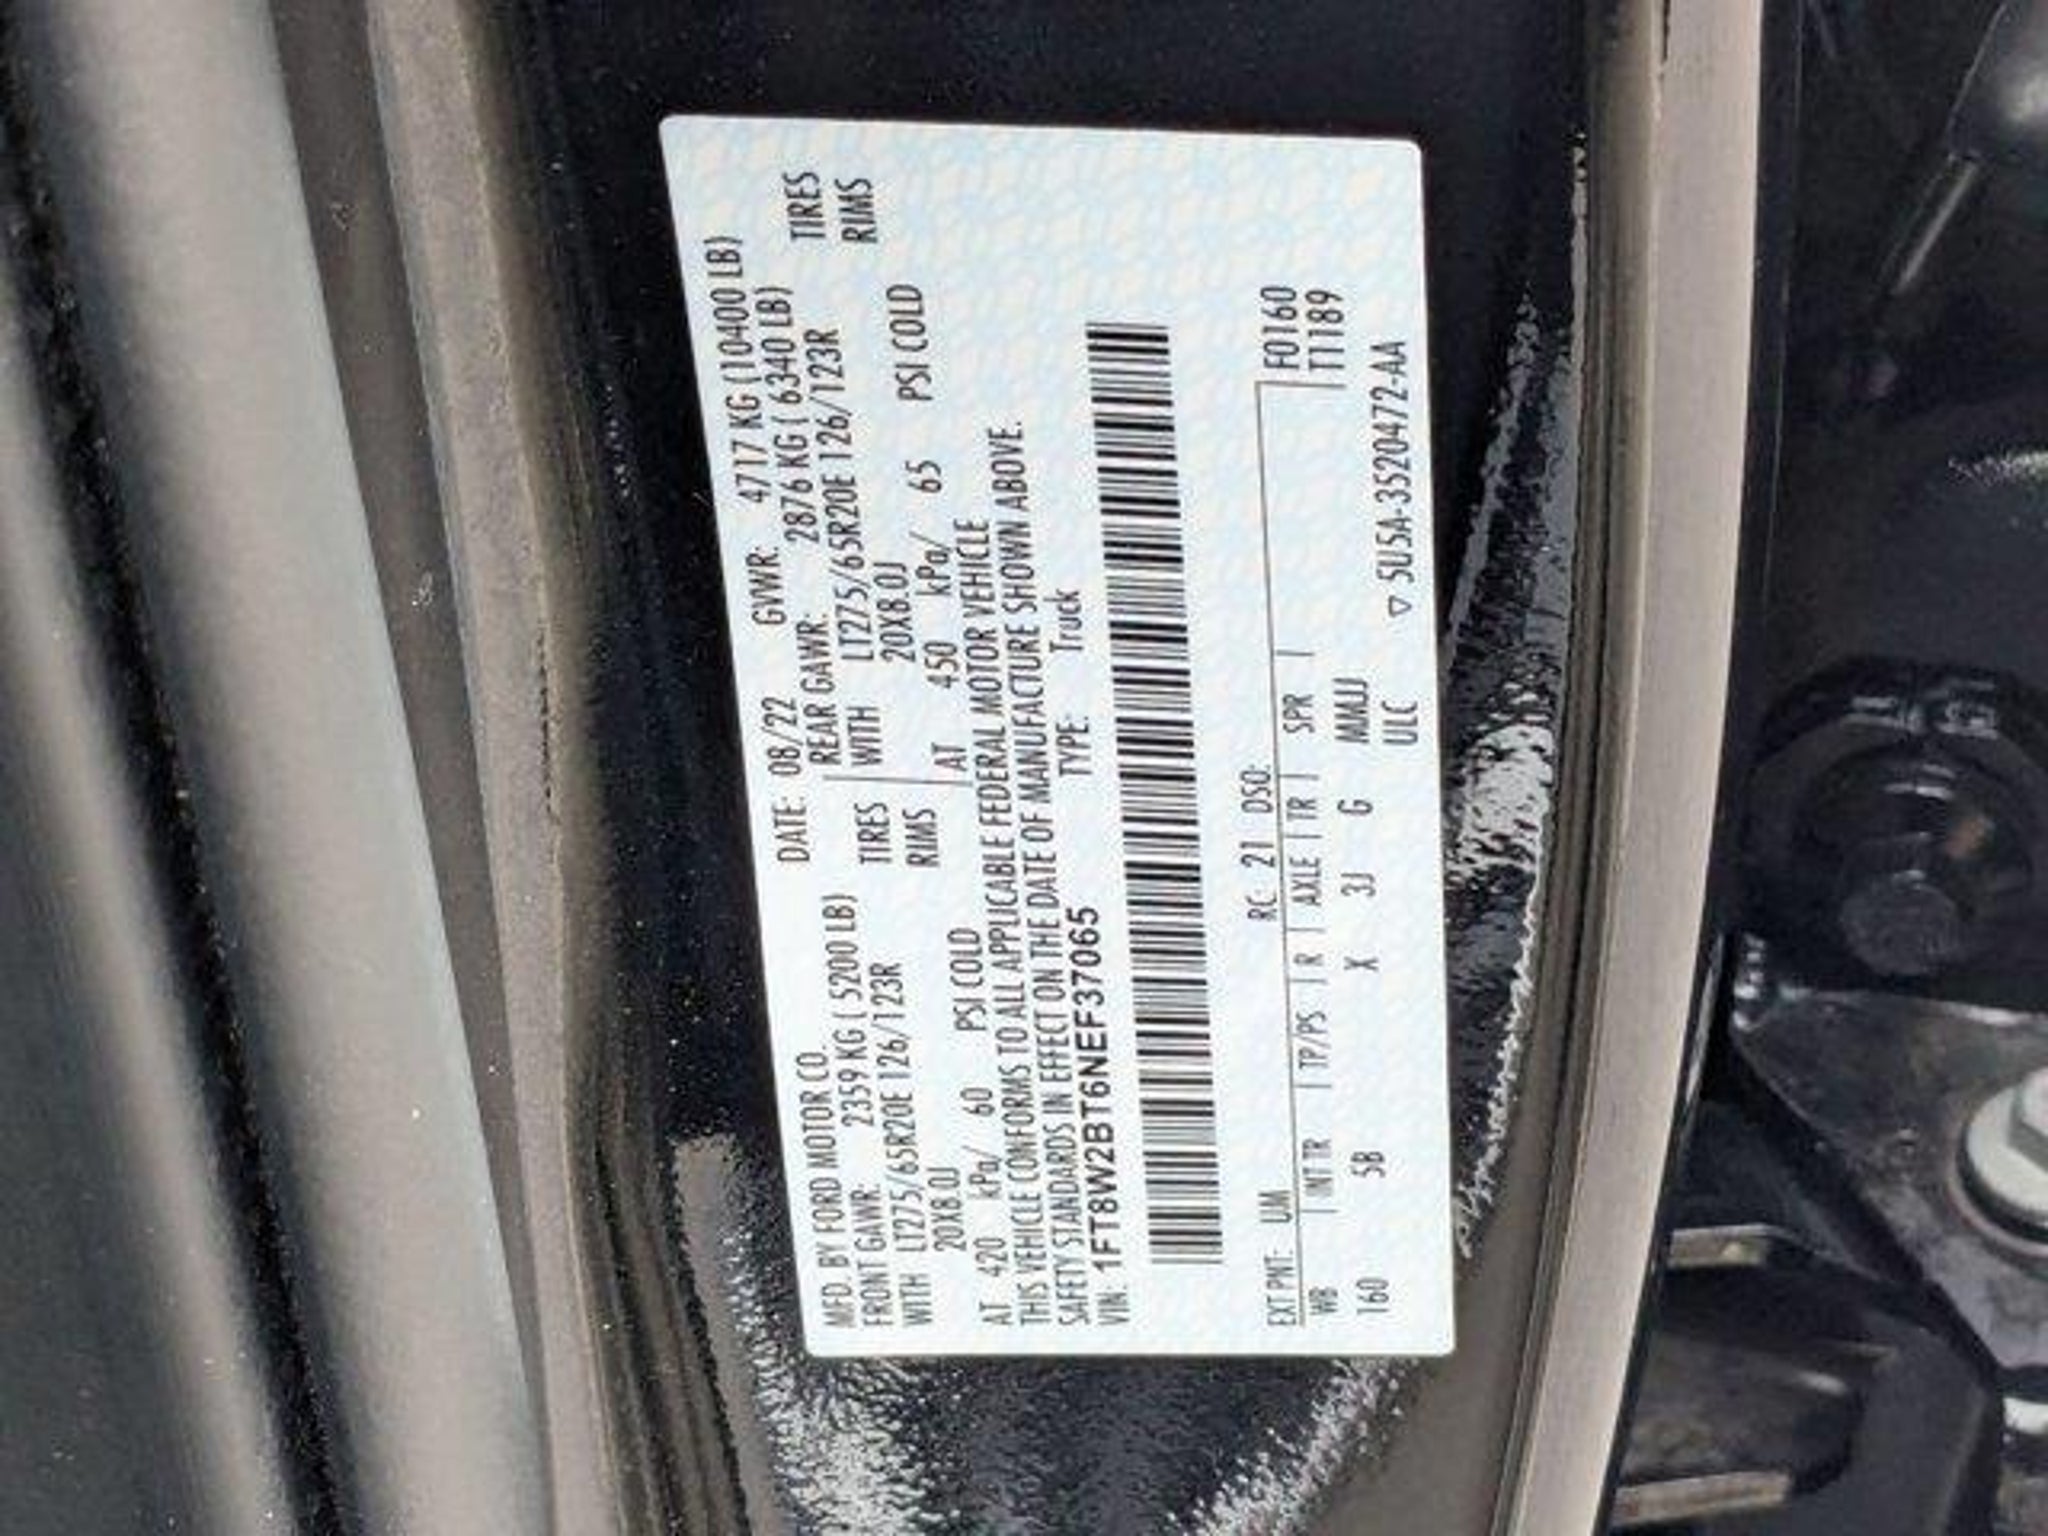 MFD. BY FORD MOTOR CO. DATE: 08/22 GVWR: 4717 KG (10400 LB)
FRONT GAWR: 2359 KG ( 5200 LB) REAR GAWR: 2876 KG ( 6340 LB)
WITH LT275/65R20E 126/123R TIRES WITH LT275/65R20E 126/123R TIRES
20X8.0J RIMS 20X8.0J RIMS
AT 420 kPa/ 60 PSI COLD AT 450 kPa/ 65 PSI COLD
THIS VEHICLE CONFORMS TO ALL APPLICABLE FEDERAL MOTOR VEHICLE
SAFETY STANDARDS IN EFFECT ON THE DATE OF MANUFACTURE SHOWN ABOVE.
VIN: 1FT8W2BT6NEF37065 TYPE: Truck
EXT PNT: UM RC: 21 DSO: F0160
WB | INT TR | TP/PS | R | AXLE | TR | SPR | T1189
160 5B X 3J G MMJJ
ULC ▽ 5U5A-3520472-AA